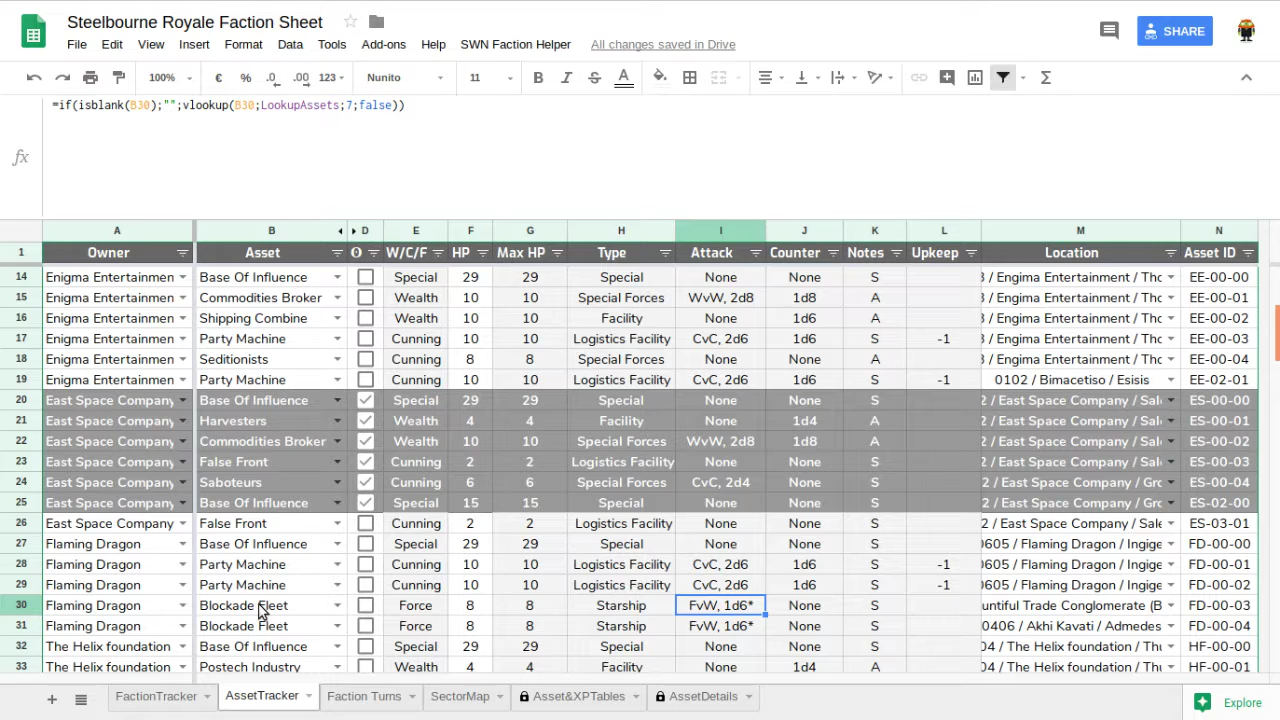 Steelbourne Royale Faction Sheet
File Edit View Insert Format Data Tools Add-ons Help SWN Faction Helper All changes saved in Drive
SHARE
100% € % .0 .00 123 Nunito 11 B I S A Σ
fx =if(isblank(B30);"";vlookup(B30;LookupAssets;7;false))
A B D E F G H I J K L M N
1 Owner Asset Θ W/C/F HP Max HP Type Attack Counter Notes Upkeep Location Asset ID
14 Enigma Entertainmen Base Of Influence Special 29 29 Special None None S 3 / Engima Entertainment / Tho EE-00-00
15 Enigma Entertainmen Commodities Broker Wealth 10 10 Special Forces WvW, 2d8 1d8 A 3 / Engima Entertainment / Tho EE-00-01
16 Enigma Entertainmen Shipping Combine Wealth 10 10 Facility None 1d6 A 3 / Engima Entertainment / Tho EE-00-02
17 Enigma Entertainmen Party Machine Cunning 10 10 Logistics Facility CvC, 2d6 1d6 S -1 3 / Engima Entertainment / Tho EE-00-03
18 Enigma Entertainmen Seditionists Cunning 8 8 Special Forces None None A 3 / Engima Entertainment / Tho EE-00-04
19 Enigma Entertainmen Party Machine Cunning 10 10 Logistics Facility CvC, 2d6 1d6 S -1 0102 / Bimacetiso / Esisis EE-02-01
20 East Space Company Base Of Influence Special 29 29 Special None None S 2 / East Space Company / Sale ES-00-00
21 East Space Company Harvesters Wealth 4 4 Facility None 1d4 A 2 / East Space Company / Sale ES-00-01
22 East Space Company Commodities Broker Wealth 10 10 Special Forces WvW, 2d8 1d8 A 2 / East Space Company / Sale ES-00-02
23 East Space Company False Front Cunning 2 2 Logistics Facility None None S 2 / East Space Company / Sale ES-00-03
24 East Space Company Saboteurs Cunning 6 6 Special Forces CvC, 2d4 None S 2 / East Space Company / Gro ES-00-04
25 East Space Company Base Of Influence Special 15 15 Special None None S 2 / East Space Company / Gro ES-02-00
26 East Space Company False Front Cunning 2 2 Logistics Facility None None S 2 / East Space Company / Sale ES-03-01
27 Flaming Dragon Base Of Influence Special 29 29 Special None None S 0605 / Flaming Dragon / Ingige FD-00-00
28 Flaming Dragon Party Machine Cunning 10 10 Logistics Facility CvC, 2d6 1d6 S -1 0605 / Flaming Dragon / Ingige FD-00-01
29 Flaming Dragon Party Machine Cunning 10 10 Logistics Facility CvC, 2d6 1d6 S -1 0605 / Flaming Dragon / Ingige FD-00-02
30 Flaming Dragon Blockade Fleet Force 8 8 Starship FvW, 1d6* None S untiful Trade Conglomerate (B FD-00-03
31 Flaming Dragon Blockade Fleet Force 8 8 Starship FvW, 1d6* None S 0406 / Akhi Kavati / Admedes FD-00-04
32 The Helix foundation Base Of Influence Special 29 29 Special None None S 04 / The Helix foundation / Thu HF-00-00
33 The Helix foundation Postech Industry Wealth 4 4 Facility None 1d4 A 04 / The Helix foundation / Thu HF-00-01
FactionTracker AssetTracker Faction Turns SectorMap Asset&XPTables AssetDetails Explore